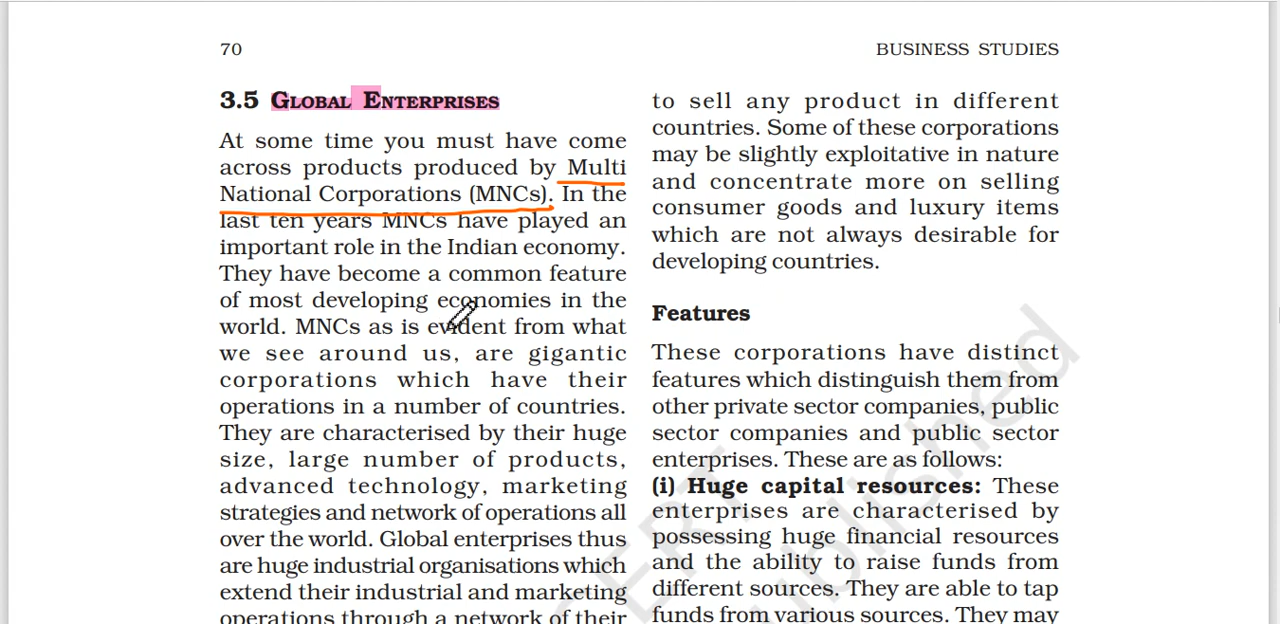 70
BUSINESS STUDIES
3.5 GLOBAL ENTERPRISES
At some time you must have come
across products produced by Multi
National Corporations (MNCs). In the
last ten years MNCs have played an
important role in the Indian economy.
They have become a common feature
of most developing economies in the
world. MNCs as is evident from what
we see around us, are gigantic
corporations which have their
operations in a number of countries.
They are characterised by their huge
size, large number of products,
advanced technology, marketing
strategies and network of operations all
over the world. Global enterprises thus
are huge industrial organisations which
extend their industrial and marketing
operations through a network of their
to sell any product in different
countries. Some of these corporations
may be slightly exploitative in nature
and concentrate more on selling
consumer goods and luxury items
which are not always desirable for
developing countries.
Features
These corporations have distinct
features which distinguish them from
other private sector companies, public
sector companies and public sector
enterprises. These are as follows:
(i) Huge capital resources: These
enterprises are characterised by
possessing huge financial resources
and the ability to raise funds from
different sources. They are able to tap
funds from various sources. They may